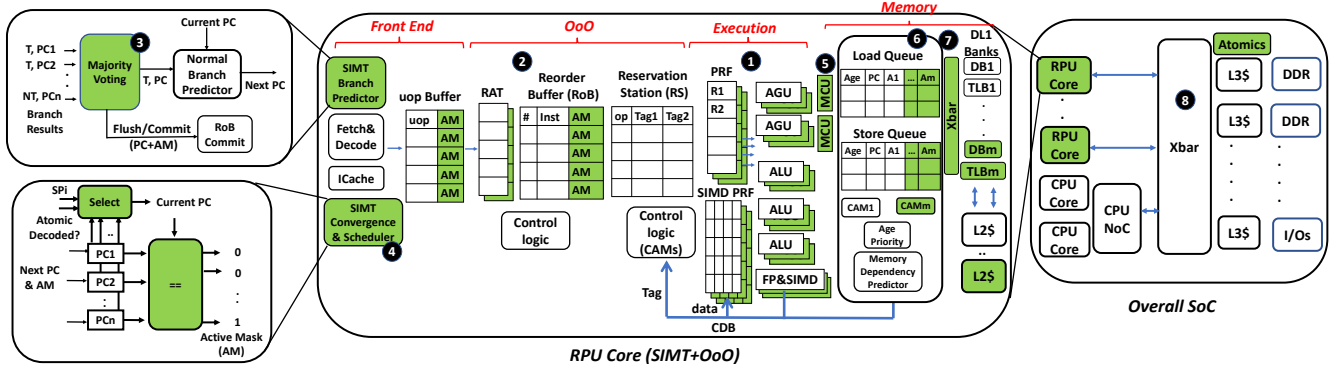 Current PC
3
T, PC1
T, PC2
:
NT, PCn
Branch
Results
Majority
Voting
T, PC
Normal
Branch
Predictor
Next PC
Flush/Commit
(PC+AM)
RoB
Commit
SPi
Select
Current PC
Atomic
Decoded?
..
PC1
PC2
:
PCn
Next PC
& AM
==
0
0
.
.
.
1
Active Mask
(AM)
Front End
OoO
Execution
Memory
SIMT
Branch
Predictor
Fetch&
Decode
ICache
SIMT
Convergence
& Scheduler
4
uop Buffer
uop
AM
AM
AM
AM
AM
RAT
2
Reorder
Buffer (RoB)
# Inst AM
AM
AM
AM
AM
Control
logic
Reservation
Station (RS)
op Tag1 Tag2
Control
logic
(CAMs)
Tag
1
PRF
R1
R2
SIMD PRF
data
CDB
AGU
AGU
ALU
ALU
ALU
FP&SIMD
5
MCU
MCU
6
Load Queue
Age PC A1 ... Am
Store Queue
Age PC A1 ... Am
CAM1
CAMm
Age
Priority
Memory
Dependency
Predictor
7
Xbar
DL1
Banks
DB1
TLB1
.
.
.
DBm
TLBm
L2$
..
L2$
RPU Core (SIMT+OoO)
RPU
Core
:
RPU
Core
CPU
Core
CPU
Core
CPU
NoC
8
Xbar
Atomics
L3$
DDR
L3$
DDR
L3$
I/Os
Overall SoC